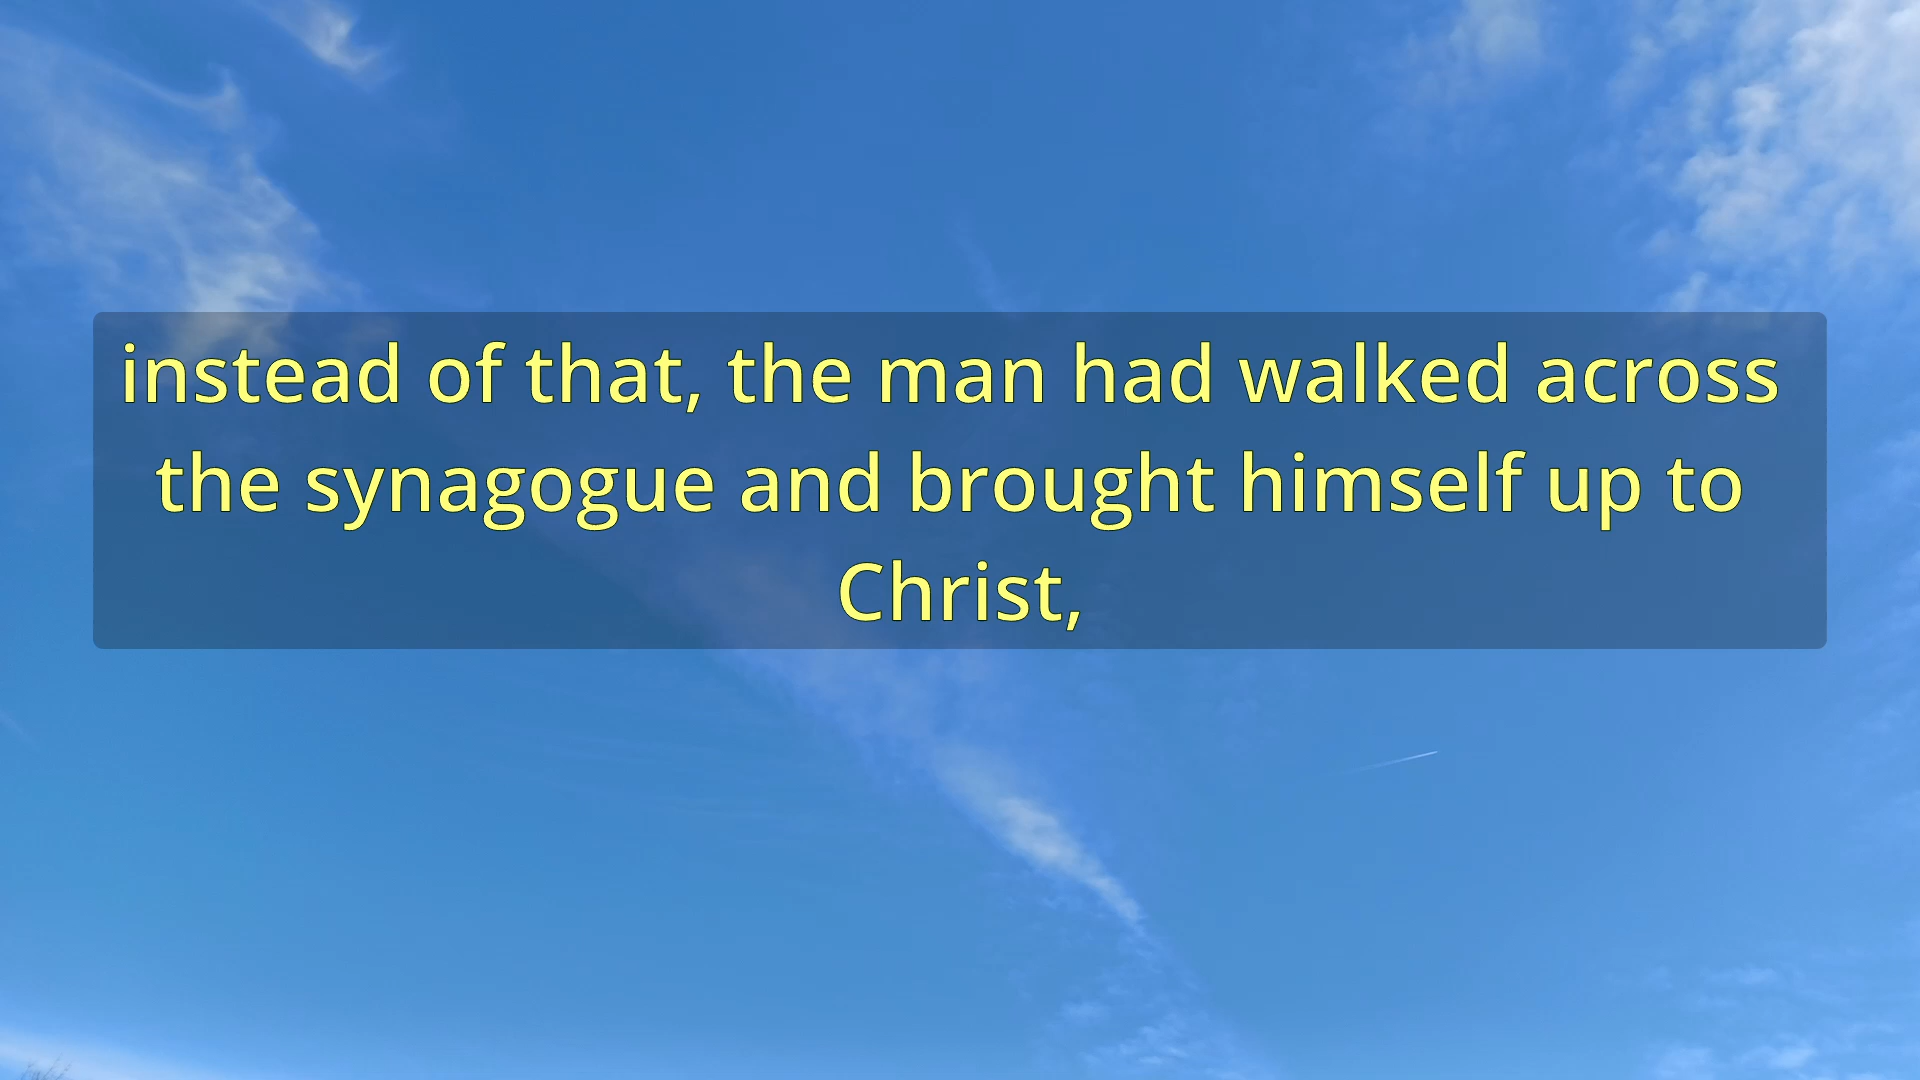 instead of that, the man had walked across
the synagogue and brought himself up to
Christ,